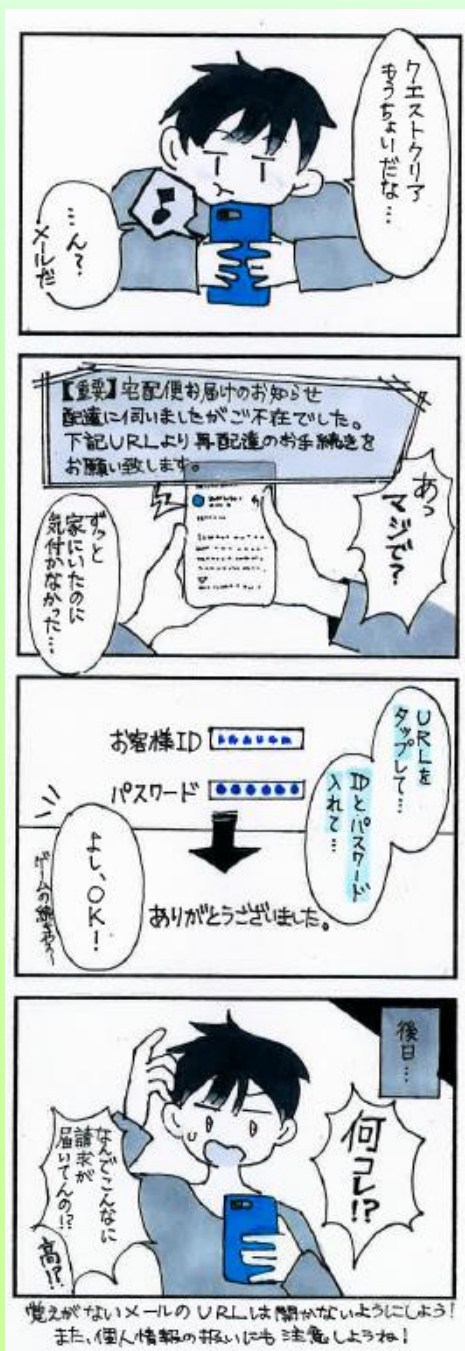 クエストクリア
もうちょいだな…
…ん?
メールだ
【重要】宅配便お届けのお知らせ
配達に伺いましたがご不在でした。
下記URLより再配達のお手続きを
お願い致します。
あっ
マジで?
ずっと
家にいたのに
気付かなかった…
URLを
タップして…
IDとパスワード
入れて…
お客様ID
パスワード
ありがとうございました。
よし、OK!
ゲームの続きやろ〜
後日…
何コレ!?
なんでこんなに
請求が
届いてんの!?
高!?
覚えがないメールのURLは開かないようにしよう!
また、個人情報の扱いにも注意しようね!